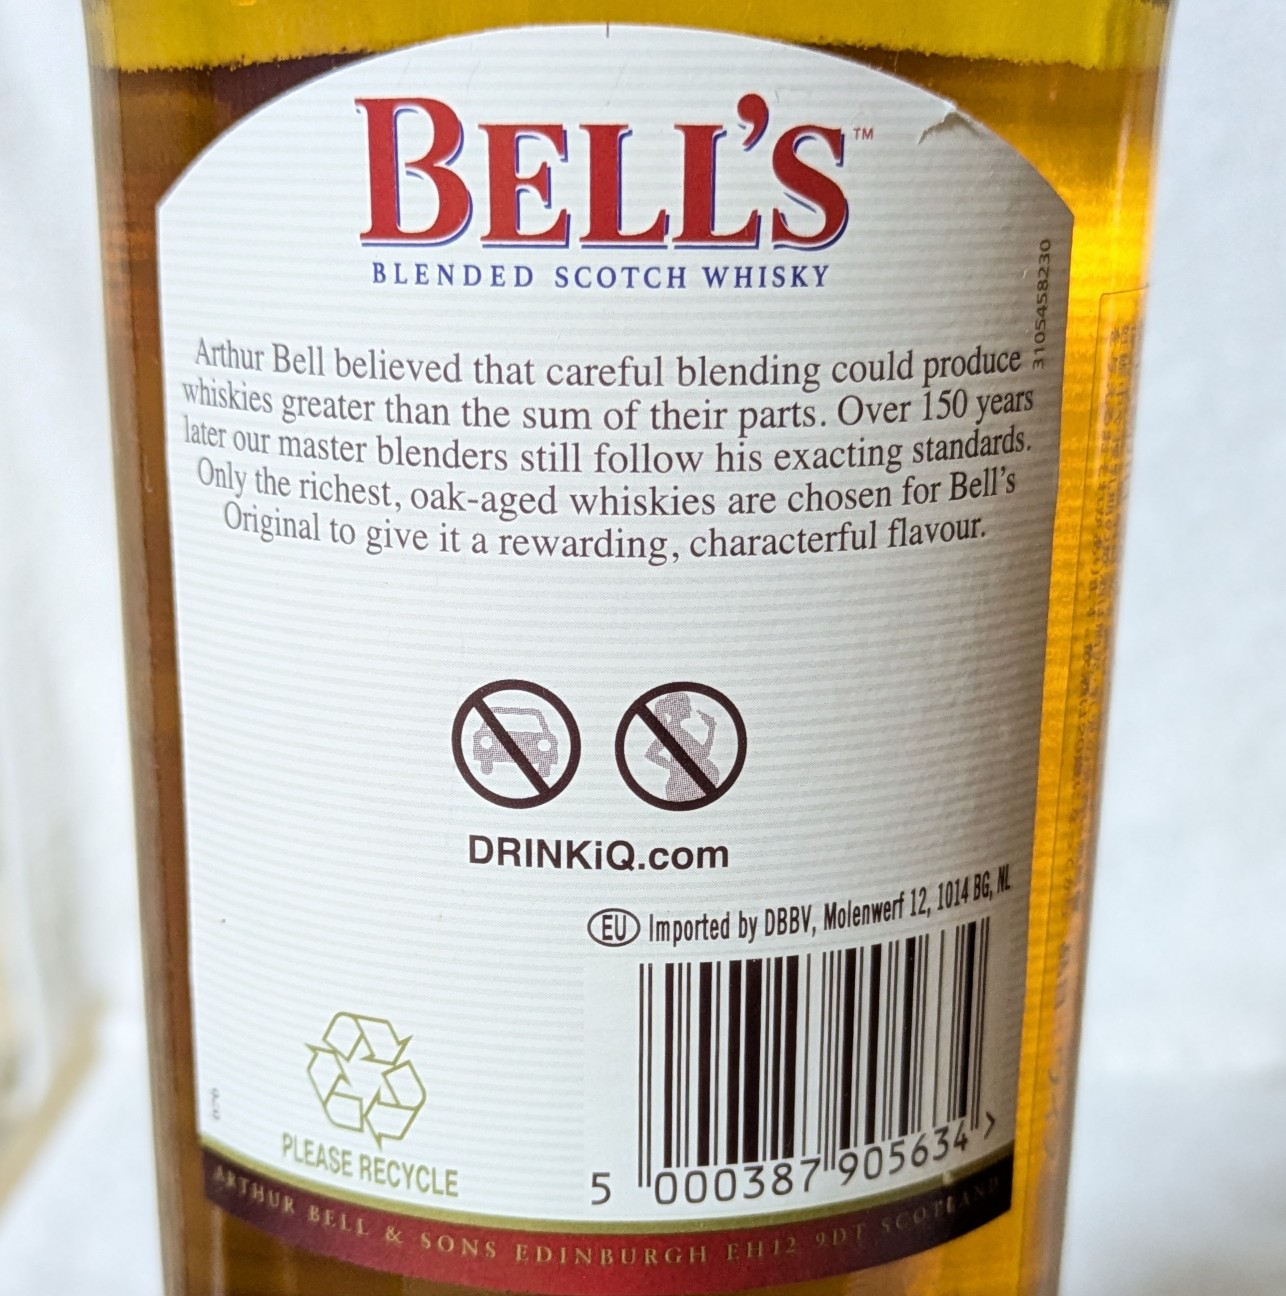 BELL'S™
BLENDED SCOTCH WHISKY
3105458230
Arthur Bell believed that careful blending could produce
whiskies greater than the sum of their parts. Over 150 years
later our master blenders still follow his exacting standards.
Only the richest, oak-aged whiskies are chosen for Bell's
Original to give it a rewarding, characterful flavour.
DRINKiQ.com
EU Imported by DBBV, Molenwerf 12, 1014 BG, NL
PLEASE RECYCLE
5 000387 905634 >
ARTHUR BELL & SONS EDINBURGH EH12 9DT SCOTLAND